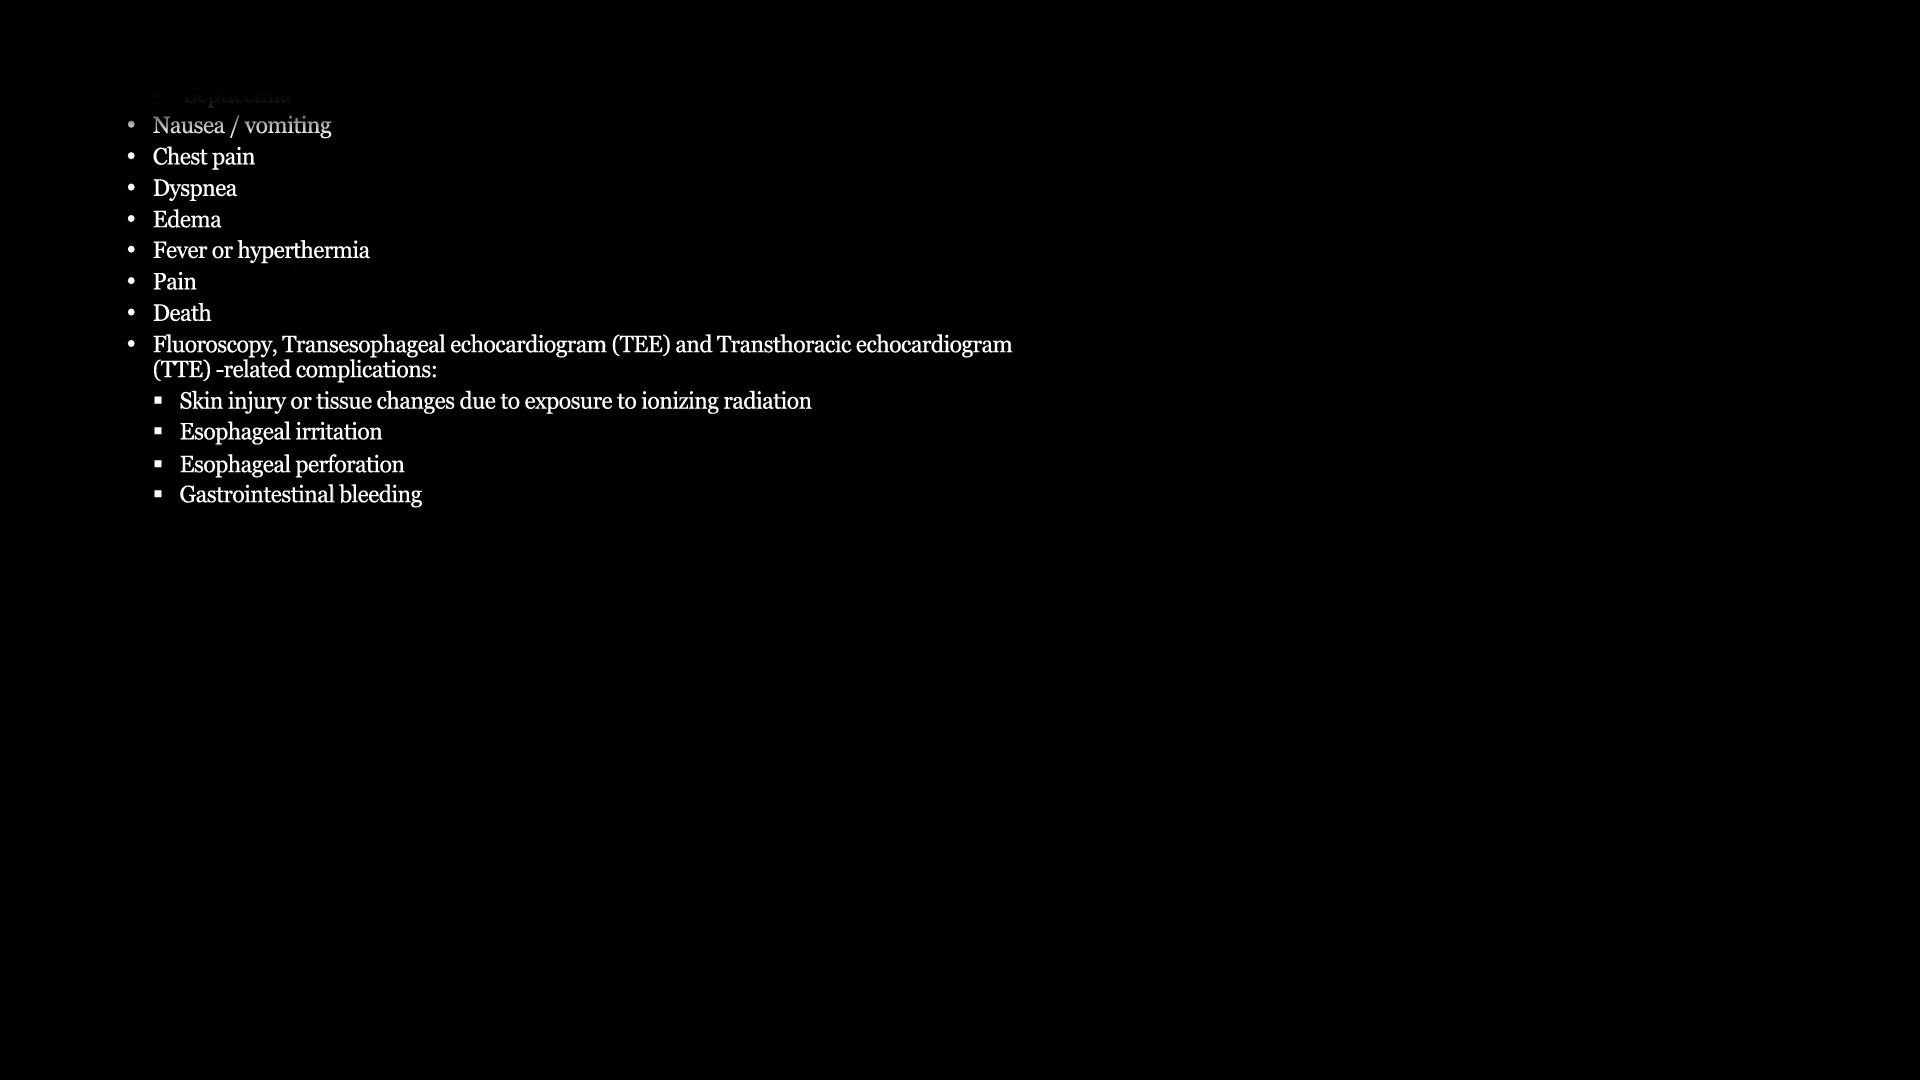 • Septicemia
• Nausea / vomiting
• Chest pain
• Dyspnea
• Edema
• Fever or hyperthermia
• Pain
• Death
• Fluoroscopy, Transesophageal echocardiogram (TEE) and Transthoracic echocardiogram
(TTE) -related complications:
▪ Skin injury or tissue changes due to exposure to ionizing radiation
▪ Esophageal irritation
▪ Esophageal perforation
▪ Gastrointestinal bleeding